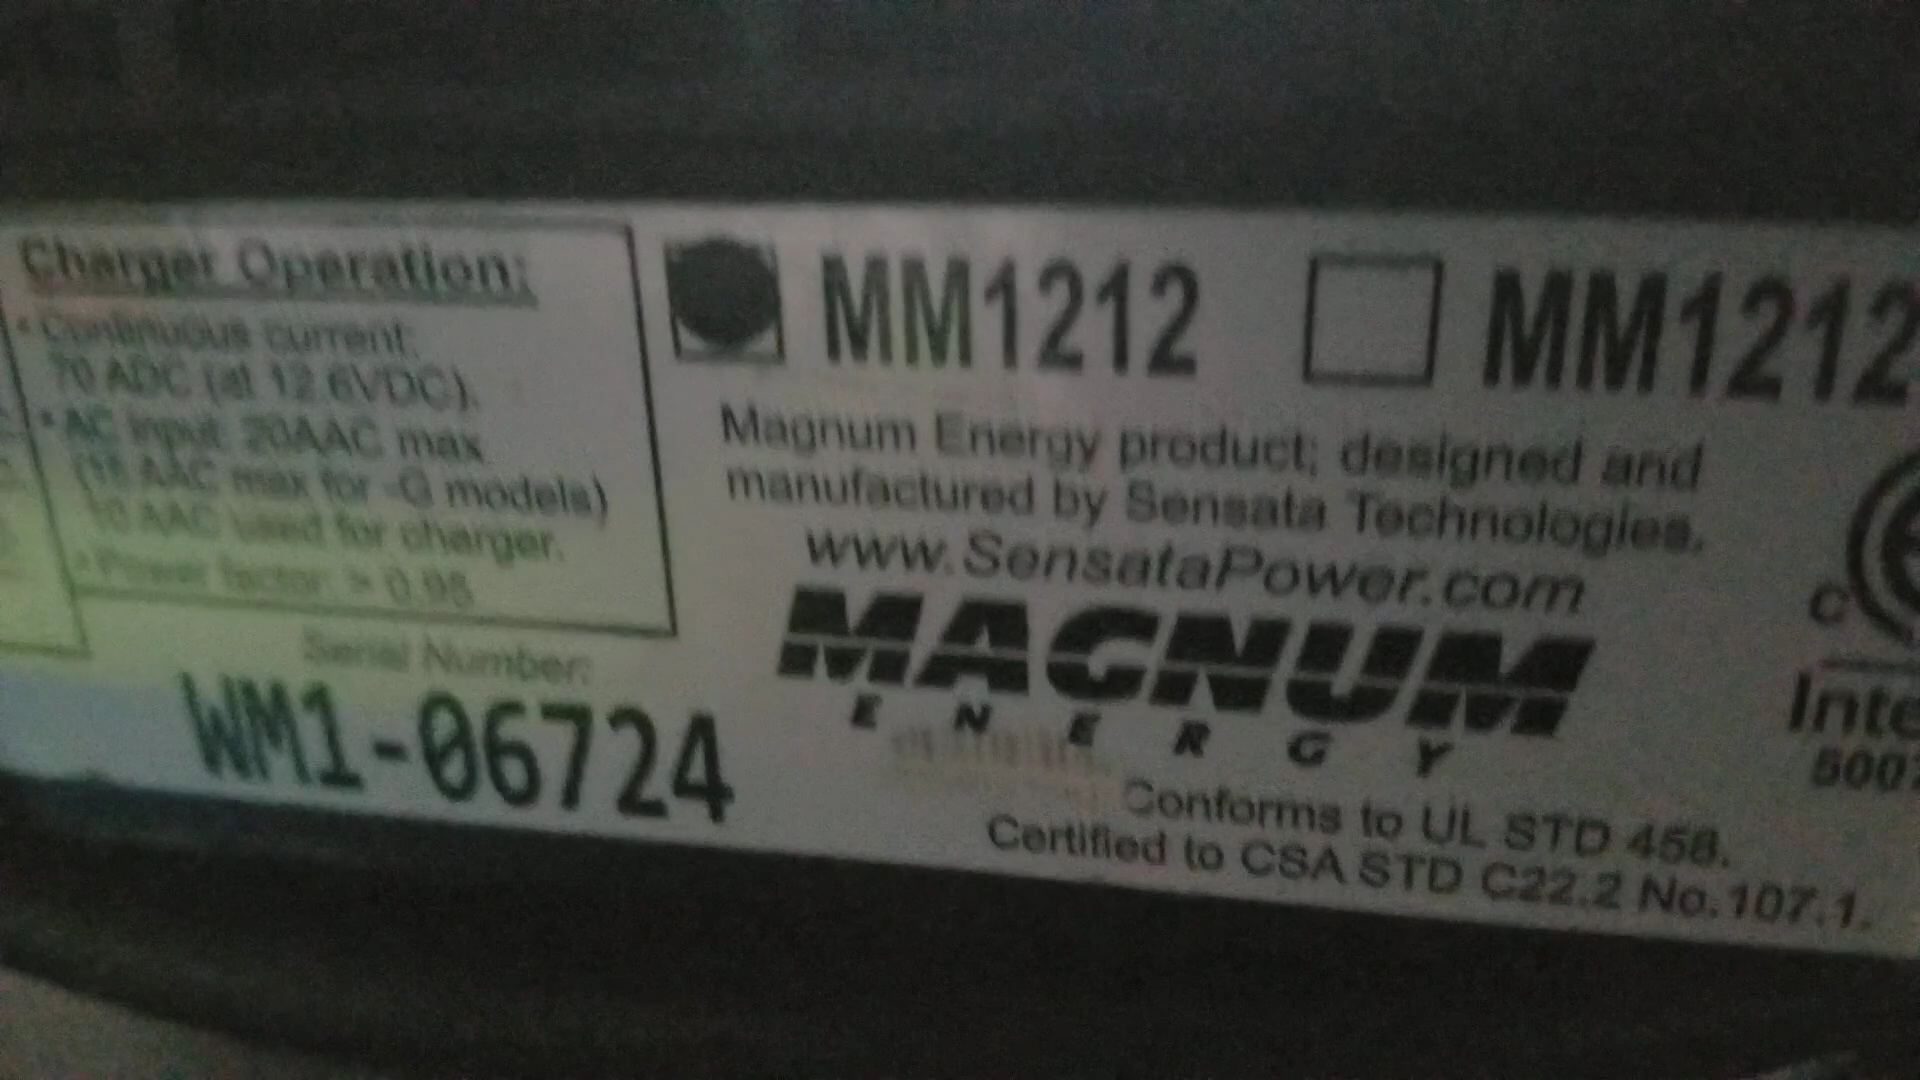 Charger Operation:
• Continuous current:
70 ADC (at 12.6VDC).
• AC input: 20AAC max
(15 AAC max for -G models)
10 AAC used for charger.
• Power factor: > 0.95
Serial Number:
WM1-06724
MM1212
MM1212
Magnum Energy product; designed and
manufactured by Sensata Technologies.
www.SensataPower.com
MAGNUM
ENERGY
Conforms to UL STD 458.
Certified to CSA STD C22.2 No.107.1.
C
Inte
500